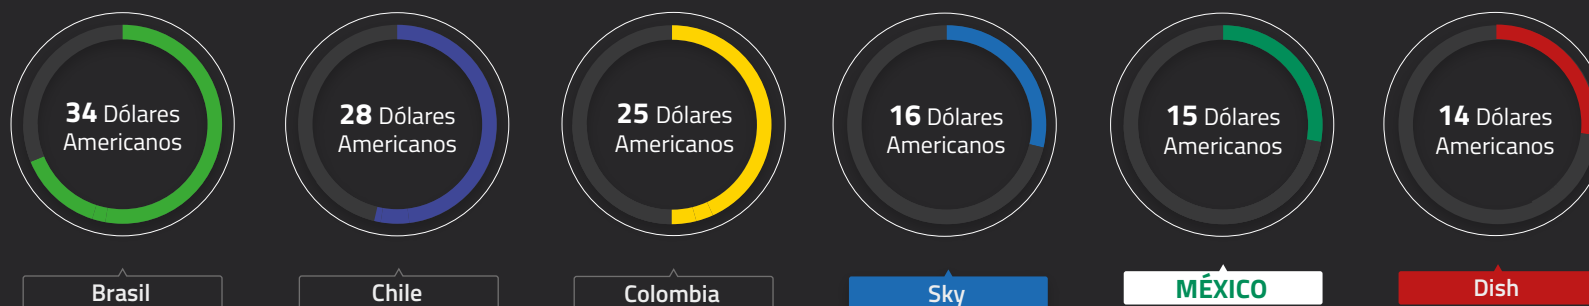 34 Dólares
Americanos
28 Dólares
Americanos
25 Dólares
Americanos
16 Dólares
Americanos
15 Dólares
Americanos
14 Dólares
Americanos
Brasil
Chile
Colombia
Sky
MÉXICO
Dish